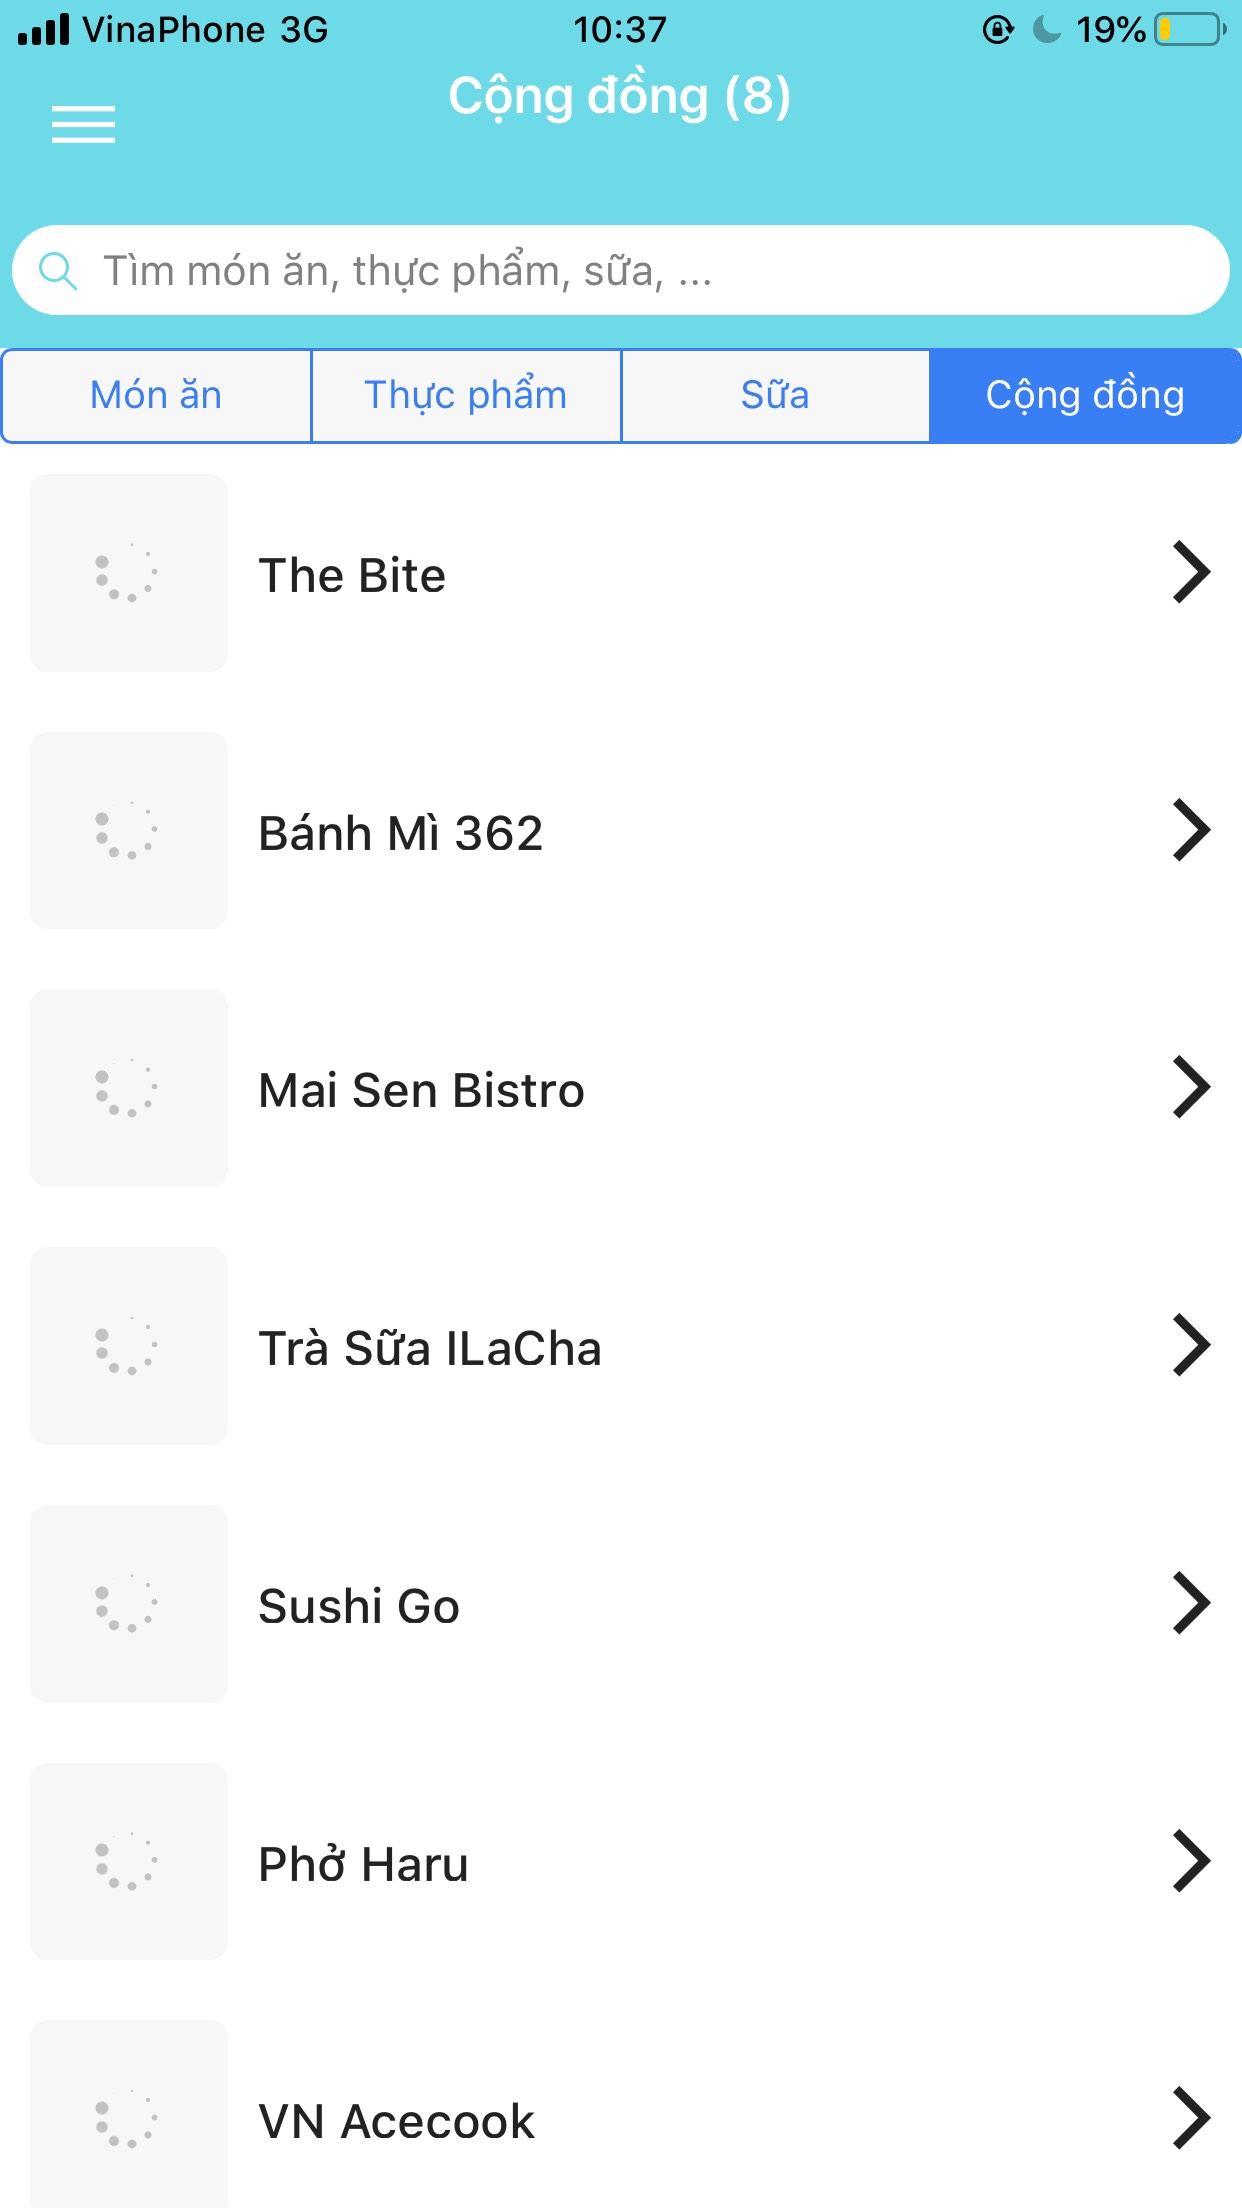 VinaPhone 3G 10:37 19%
Cộng đồng (8)
Tìm món ăn, thực phẩm, sữa, ...
Món ăn Thực phẩm Sữa Cộng đồng
The Bite
Bánh Mì 362
Mai Sen Bistro
Trà Sữa ILaCha
Sushi Go
Phở Haru
VN Acecook